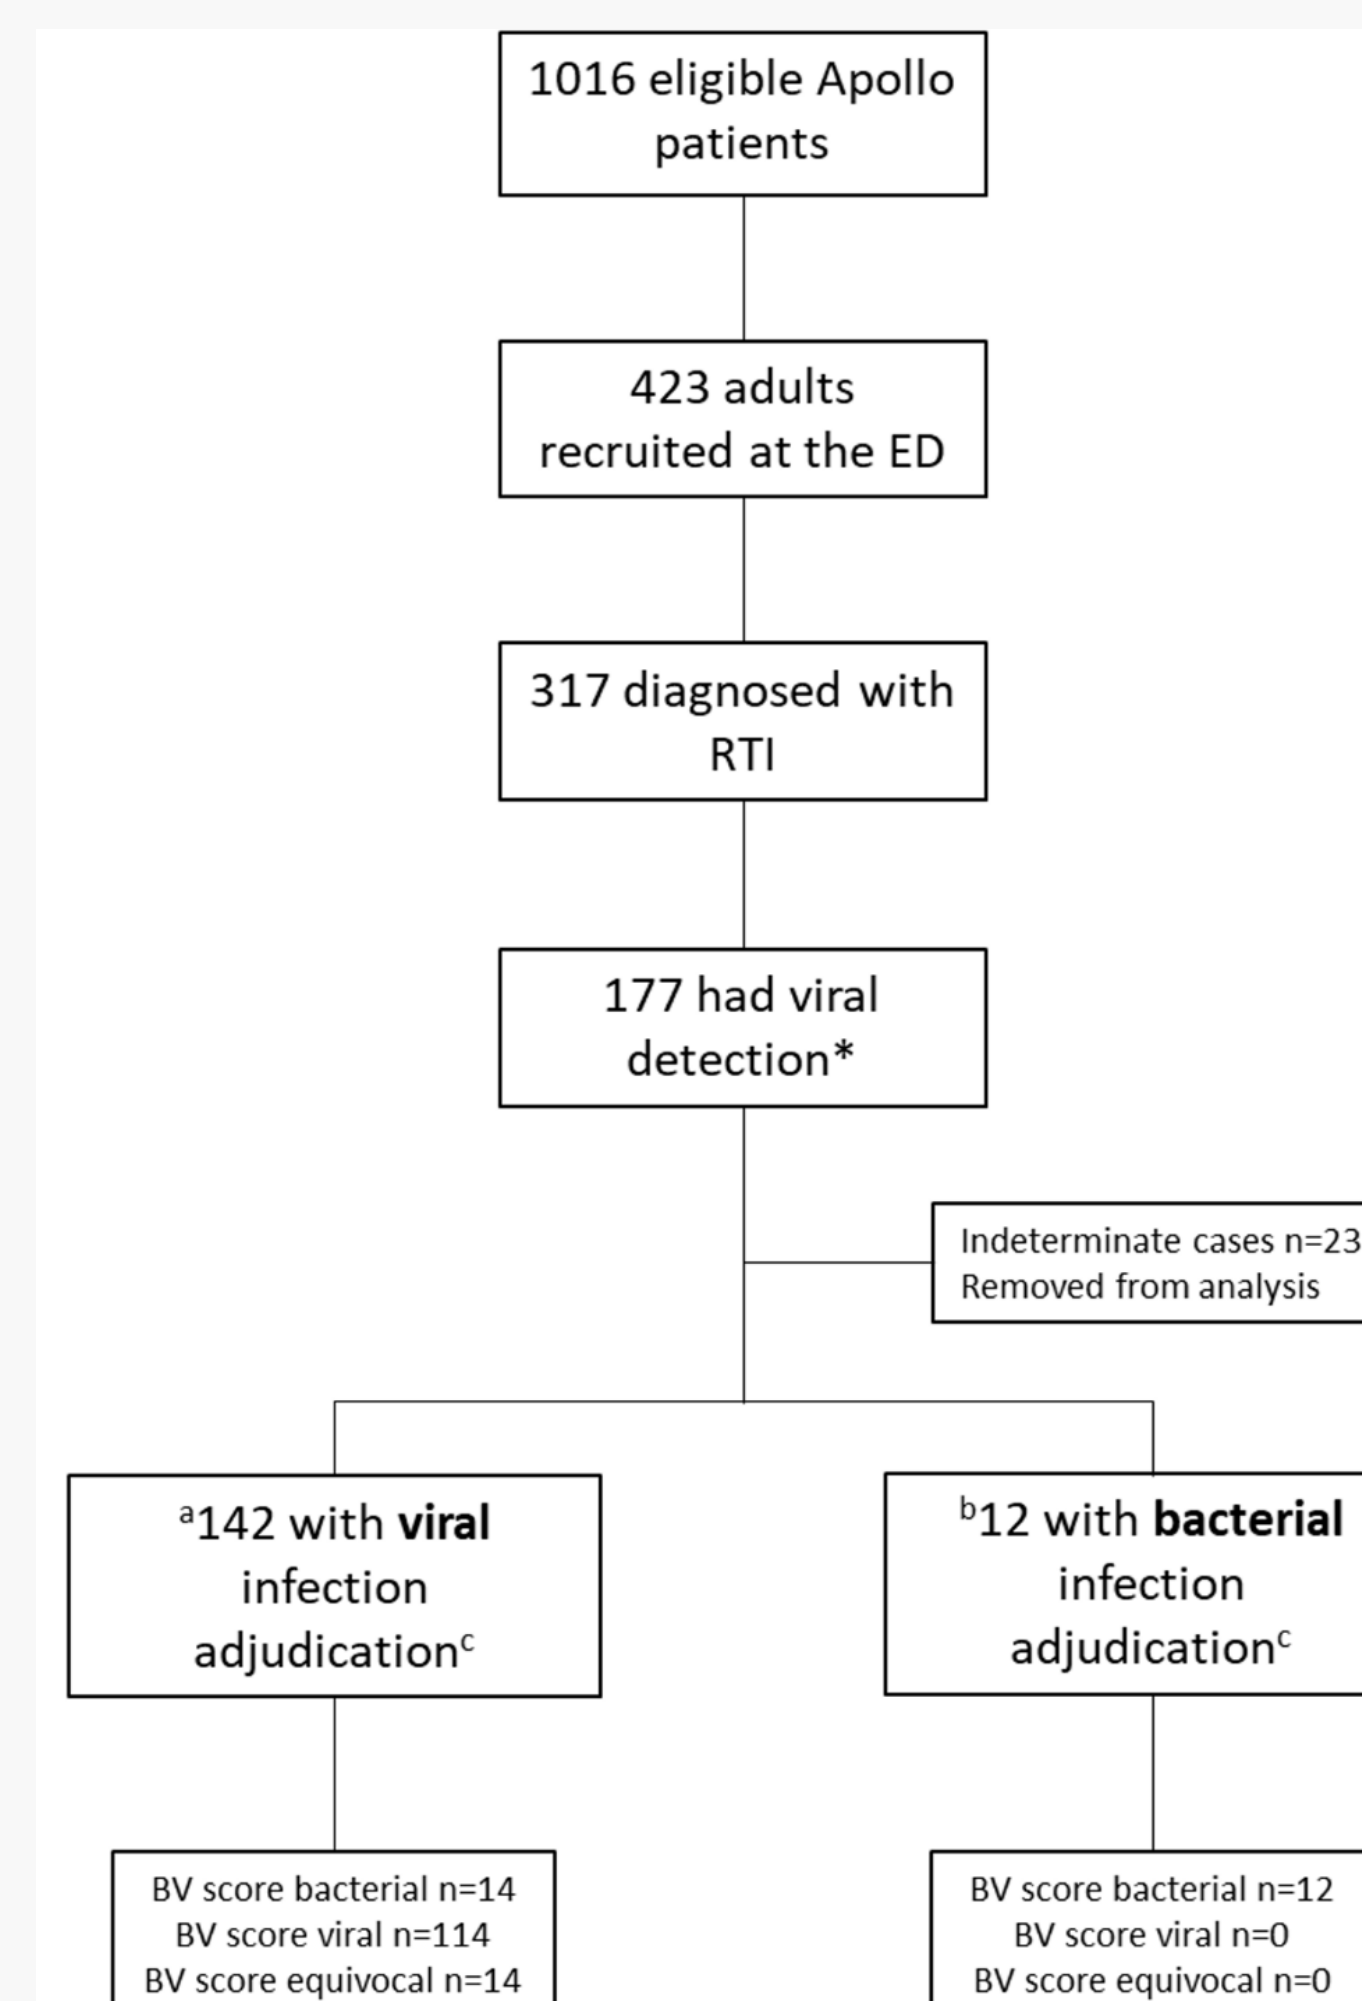 1016 eligible Apollo
patients
423 adults
recruited at the ED
317 diagnosed with
RTI
177 had viral
detection*
Indeterminate cases n=23
Removed from analysis
ᵃ142 with viral
infection
adjudicationᶜ
ᵇ12 with bacterial
infection
adjudicationᶜ
BV score bacterial n=14
BV score viral n=114
BV score equivocal n=14
BV score bacterial n=12
BV score viral n=0
BV score equivocal n=0